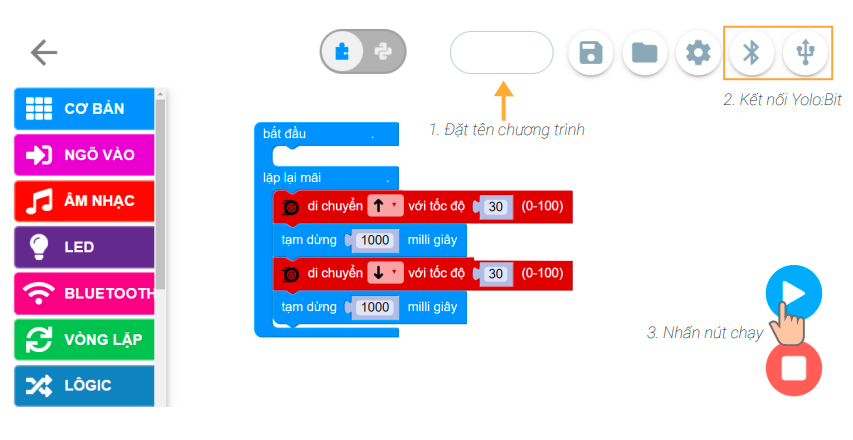 2. Kết nối Yolo:Bit
1. Đặt tên chương trình
CƠ BẢN
NGÕ VÀO
ÂM NHẠC
LED
BLUETOOTH
VÒNG LẶP
LÔGIC
bắt đầu .
lặp lại mãi .
di chuyển ↑ với tốc độ 30 (0-100)
tạm dừng 1000 milli giây
di chuyển ↓ với tốc độ 30 (0-100)
tạm dừng 1000 milli giây
3. Nhấn nút chạy